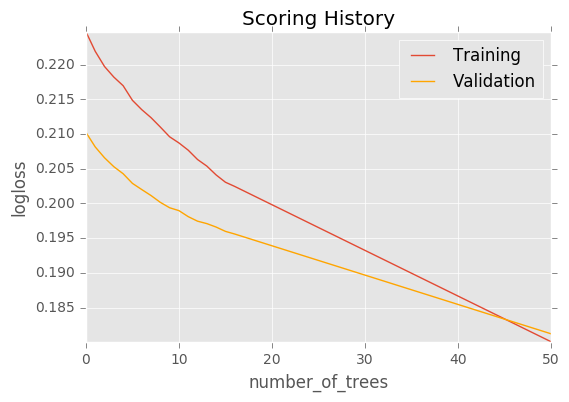 Scoring History
Training
Validation
logloss
0.220
0.215
0.210
0.205
0.200
0.195
0.190
0.185
0 10 20 30 40 50
number_of_trees